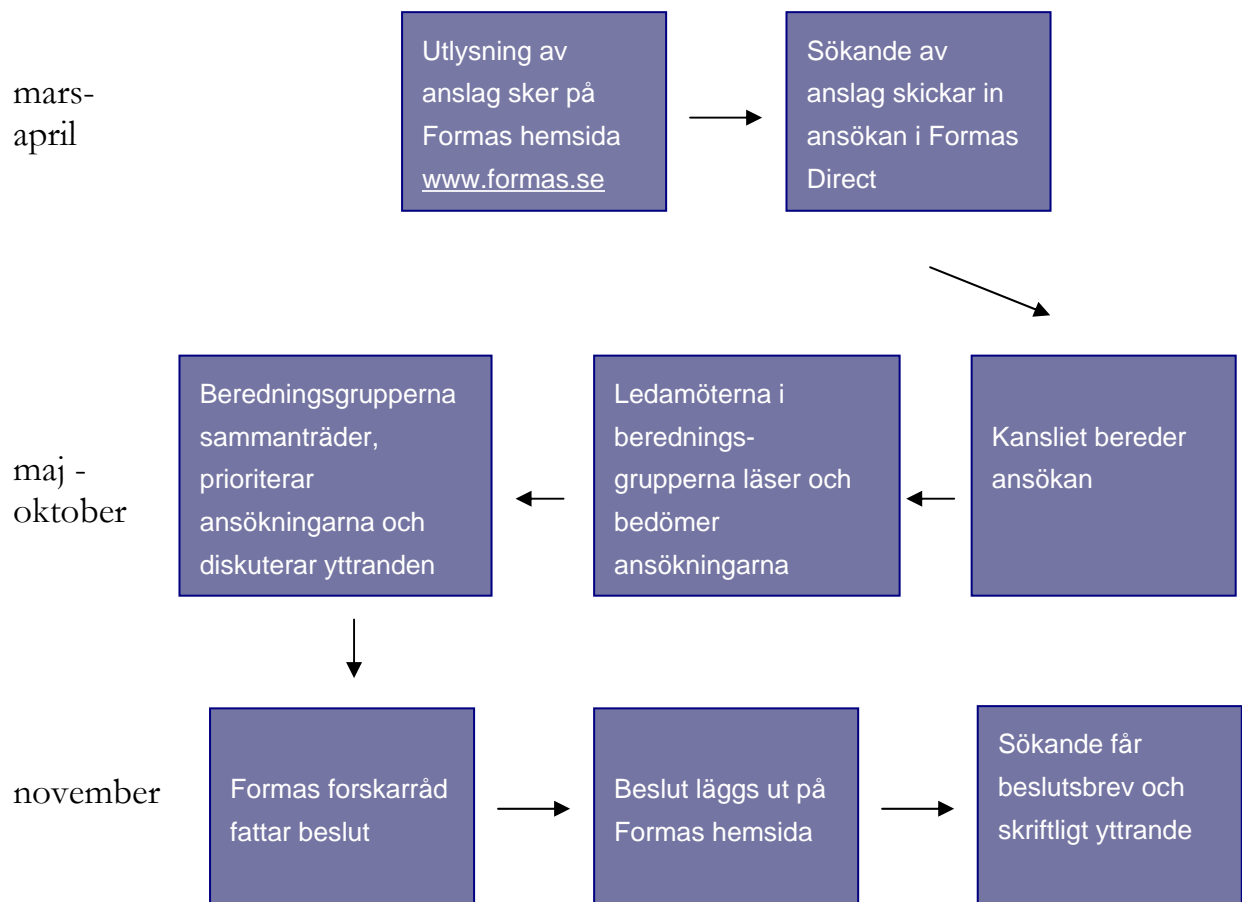 mars-
april
Utlysning av
anslag sker på
Formas hemsida
www.formas.se
Sökande av
anslag skickar in
ansökan i Formas
Direct
maj -
oktober
Beredningsgrupperna
sammanträder,
prioriterar
ansökningarna och
diskuterar yttranden
Ledamöterna i
berednings-
grupperna läser och
bedömer
ansökningarna
Kansliet bereder
ansökan
november
Formas forskarråd
fattar beslut
Beslut läggs ut på
Formas hemsida
Sökande får
beslutsbrev och
skriftligt yttrande